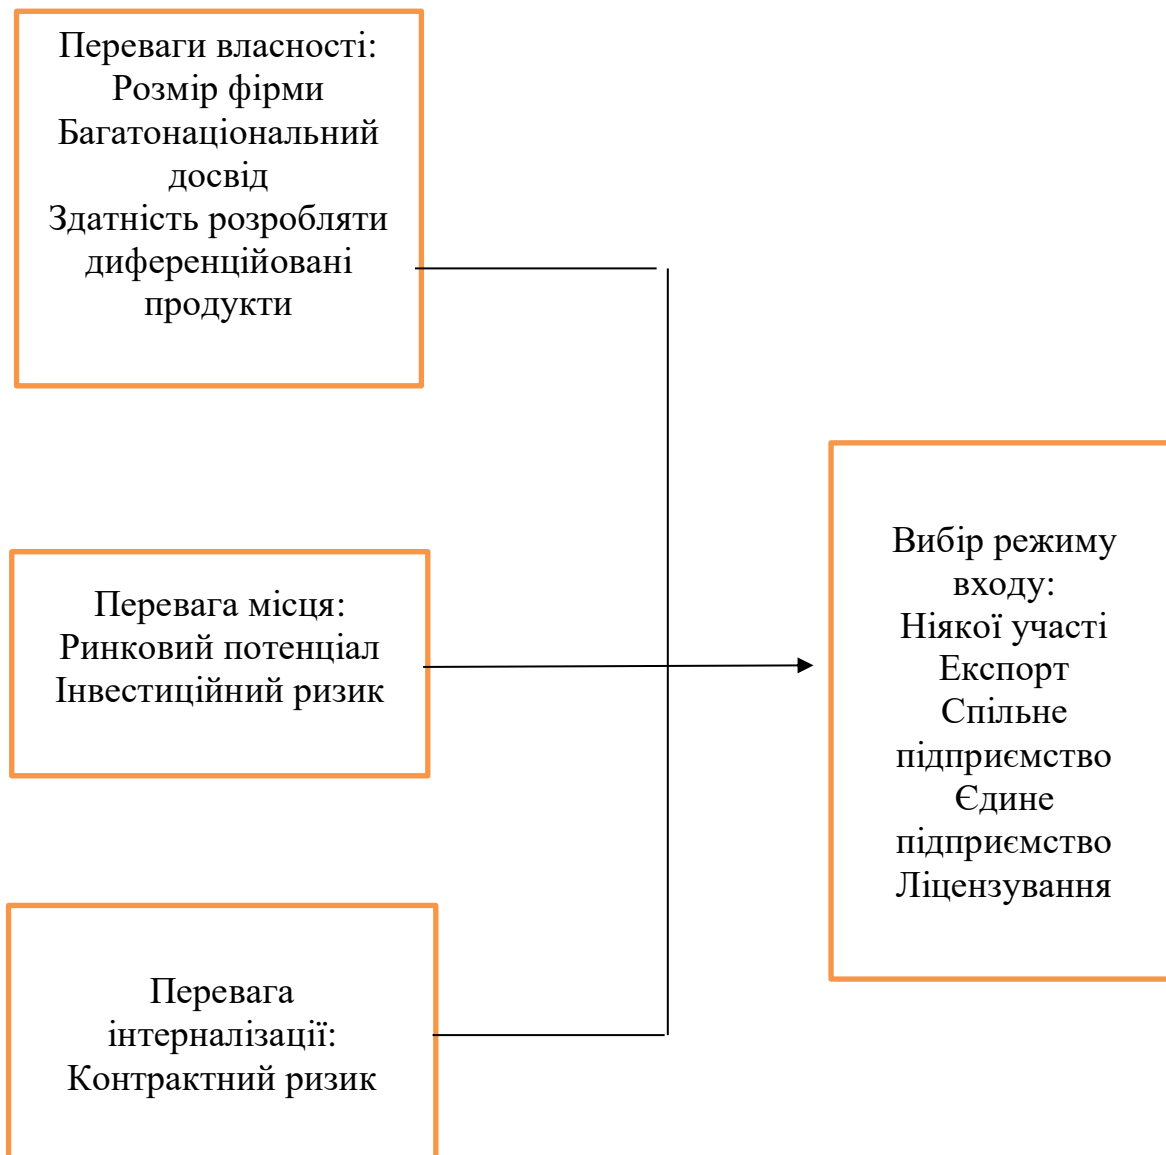 Переваги власності:
Розмір фірми
Багатонаціональний
досвід
Здатність розробляти
диференційовані
продукти
Перевага місця:
Ринковий потенціал
Інвестиційний ризик
Перевага
інтерналізації:
Контрактний ризик
Вибір режиму
входу:
Ніякої участі
Експорт
Спільне
підприємство
Єдине
підприємство
Ліцензування